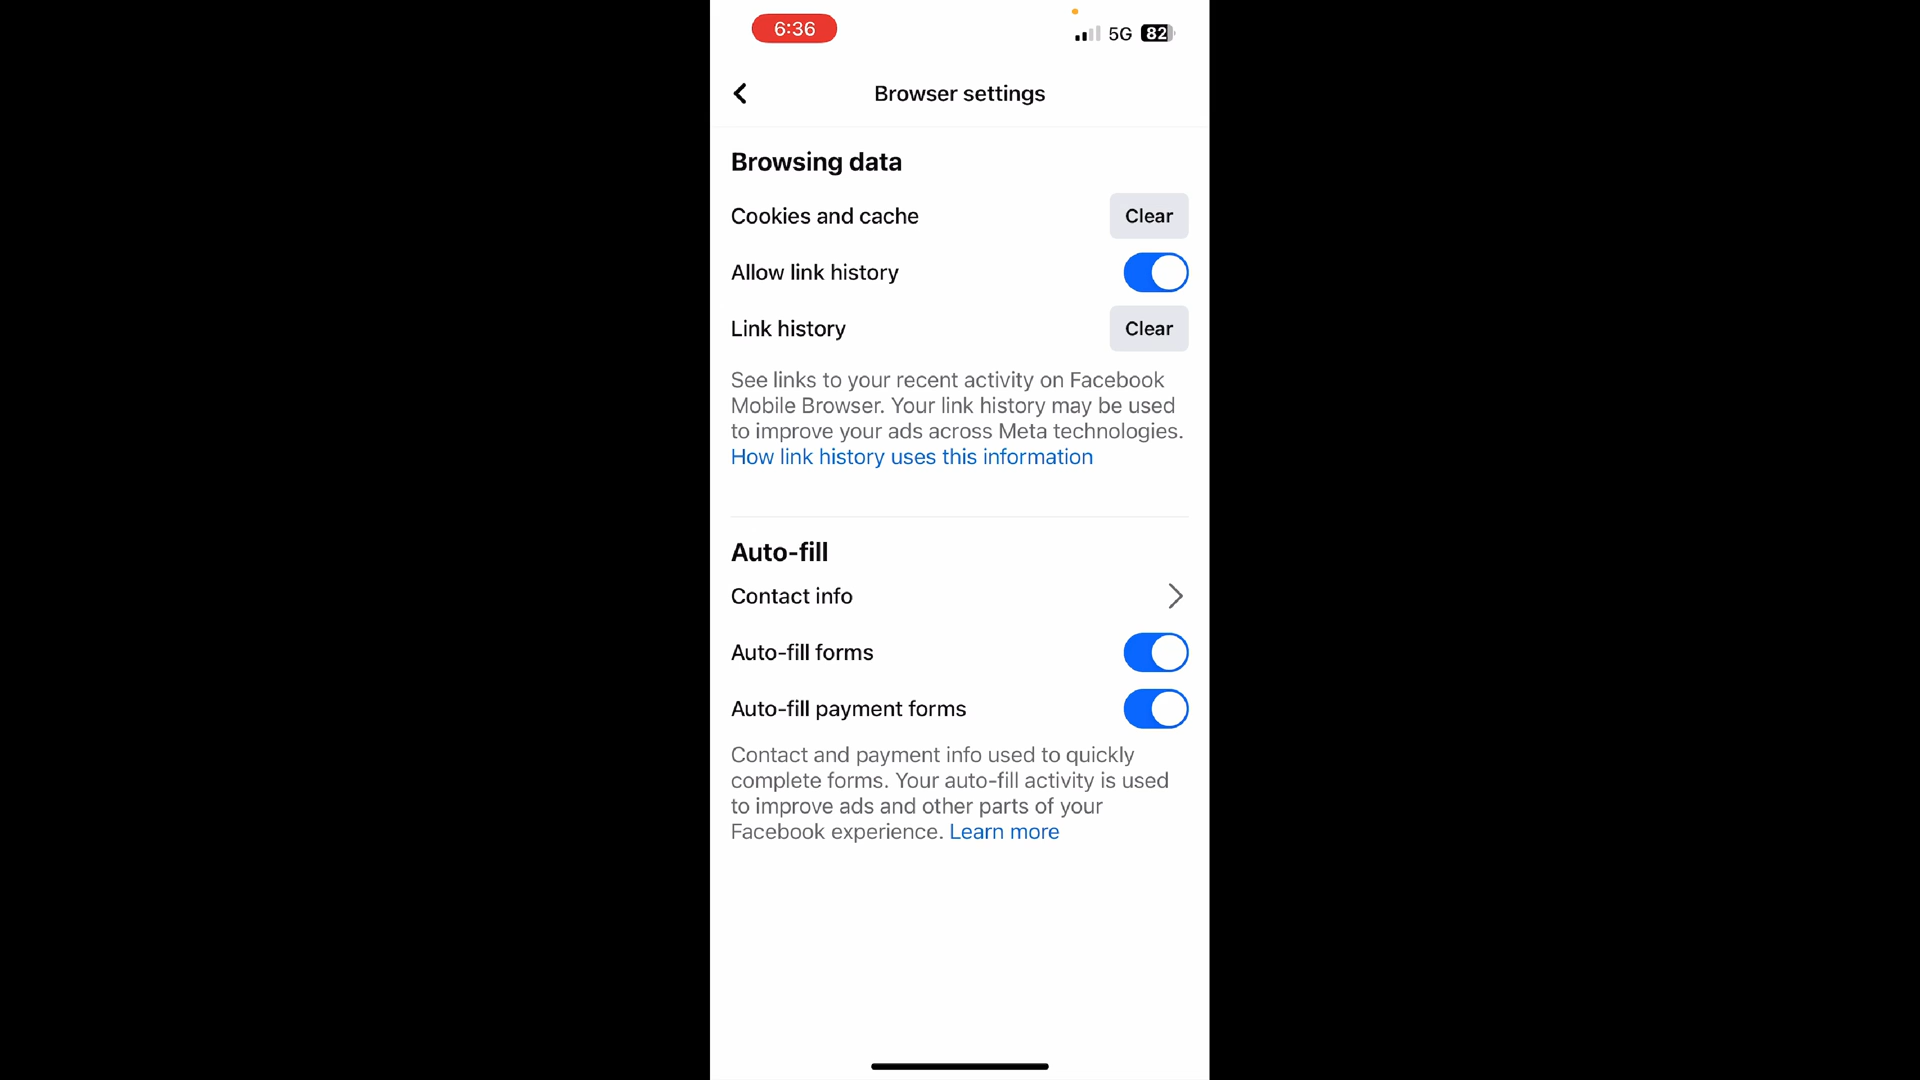 6:36
5G 82
Browser settings
Browsing data
Cookies and cache
Clear
Allow link history
Link history
Clear
See links to your recent activity on Facebook
Mobile Browser. Your link history may be used
to improve your ads across Meta technologies.
How link history uses this information
Auto-fill
Contact info
Auto-fill forms
Auto-fill payment forms
Contact and payment info used to quickly
complete forms. Your auto-fill activity is used
to improve ads and other parts of your
Facebook experience. Learn more